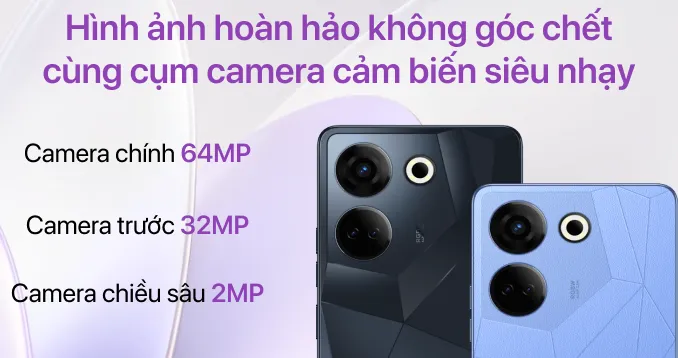 Hình ảnh hoàn hảo không góc chết
cùng cụm camera cảm biến siêu nhạy
Camera chính 64MP
Camera trước 32MP
Camera chiều sâu 2MP